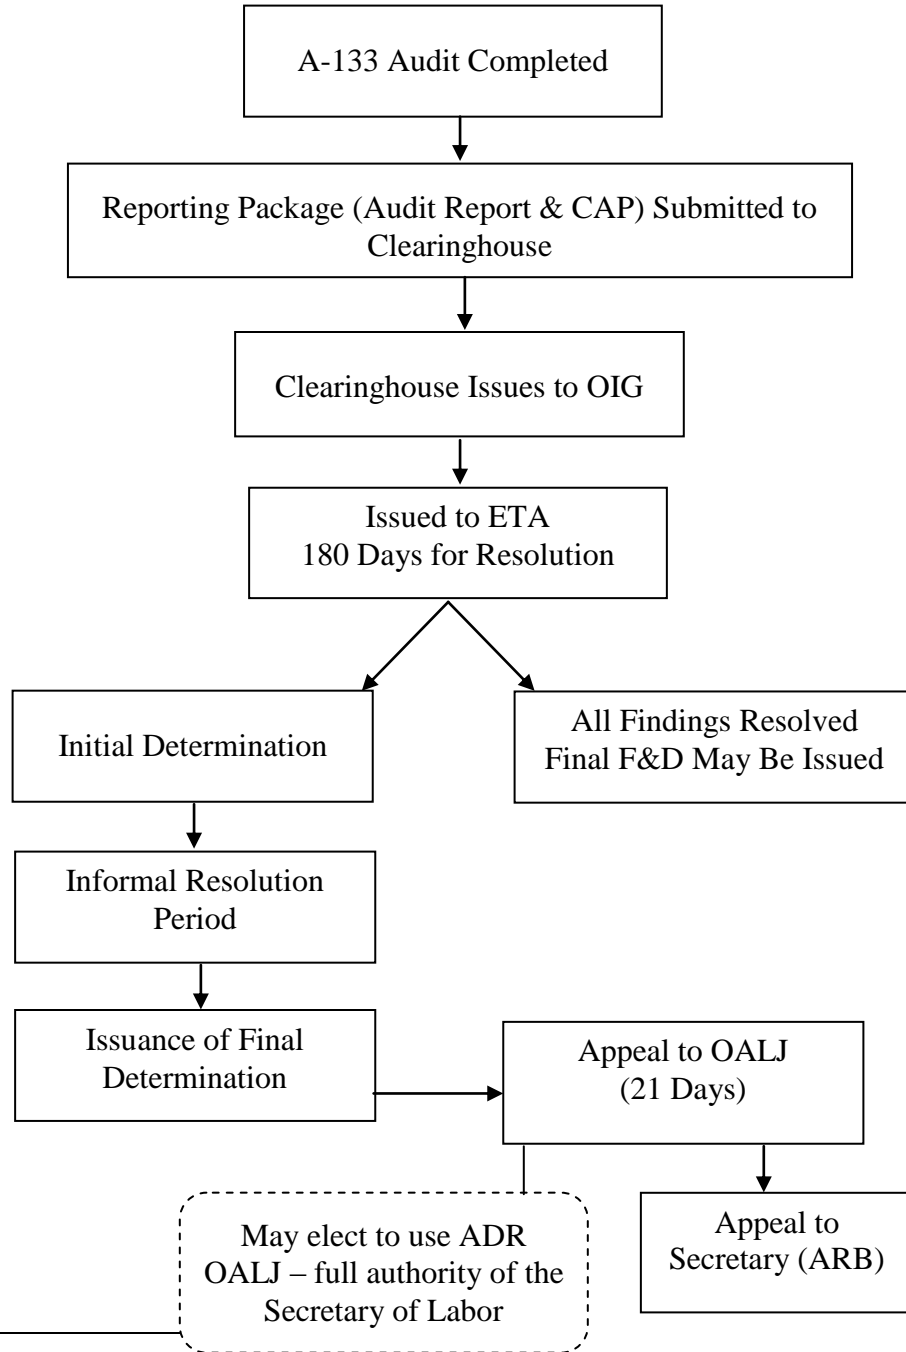 A-133 Audit Completed
Reporting Package (Audit Report & CAP) Submitted to
Clearinghouse
Clearinghouse Issues to OIG
Issued to ETA
180 Days for Resolution
Initial Determination
All Findings Resolved
Final F&D May Be Issued
Informal Resolution
Period
Issuance of Final
Determination
Appeal to OALJ
(21 Days)
May elect to use ADR
OALJ – full authority of the
Secretary of Labor
Appeal to
Secretary (ARB)